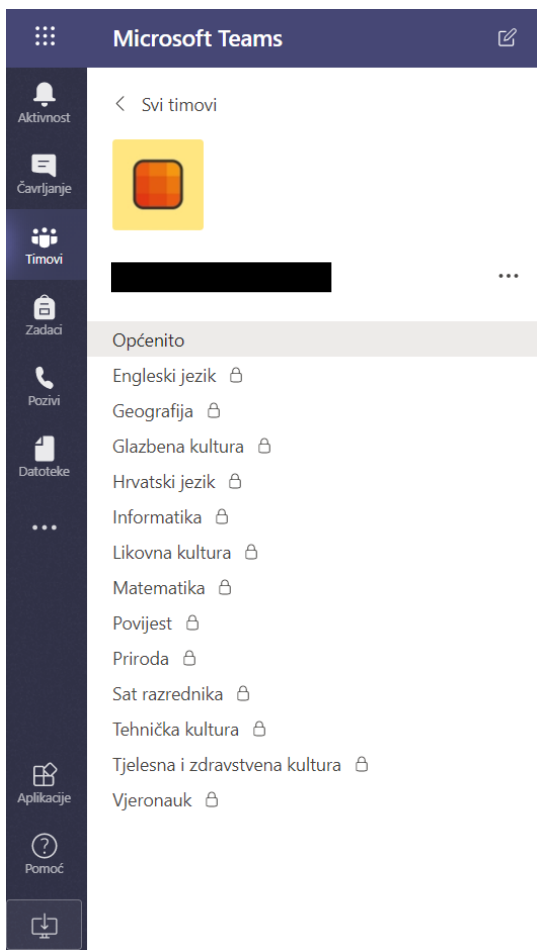 Microsoft Teams
Aktivnost
Čavrljanje
Timovi
Zadaci
Pozivi
Datoteke
Aplikacije
Pomoć
Svi timovi
Općenito
Engleski jezik
Geografija
Glazbena kultura
Hrvatski jezik
Informatika
Likovna kultura
Matematika
Povijest
Priroda
Sat razrednika
Tehnička kultura
Tjelesna i zdravstvena kultura
Vjeronauk